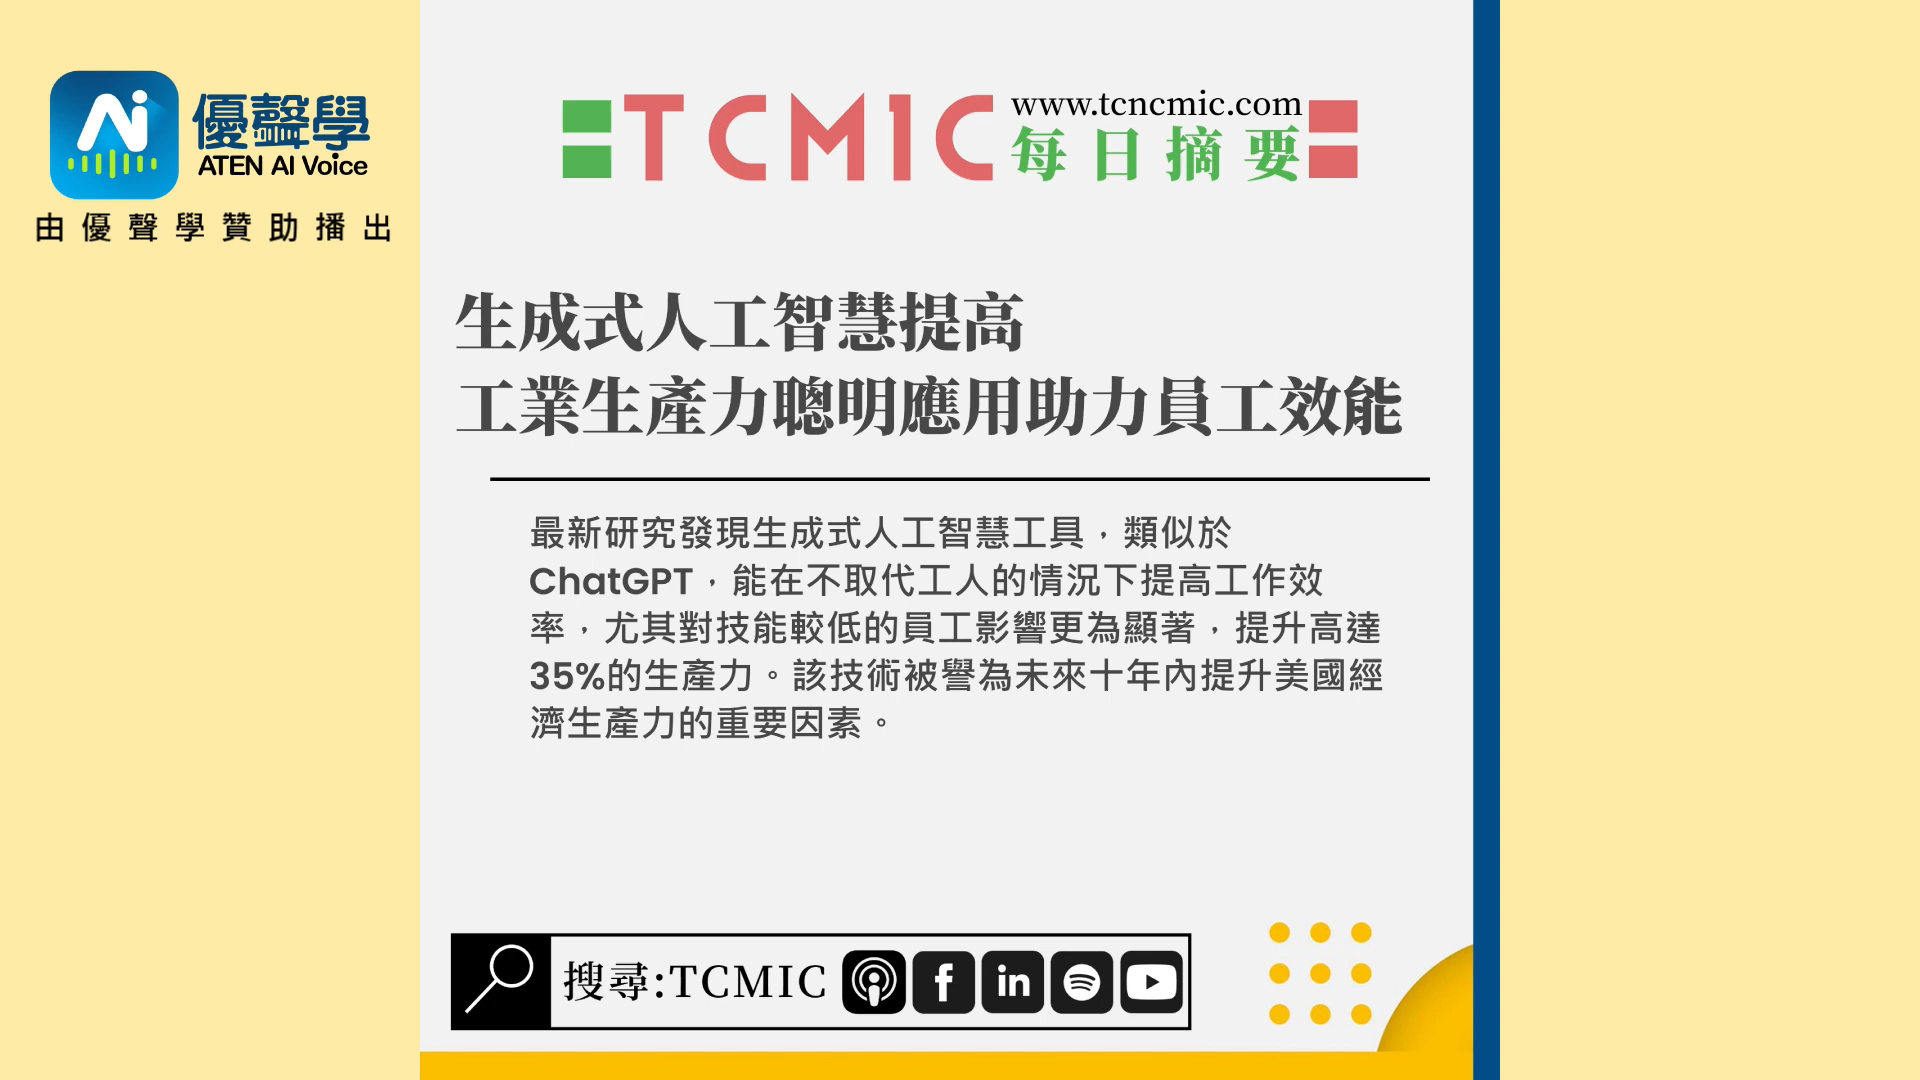 Ai 優聲學
ATEN AI Voice
由優聲學贊助播出
TCMIC
www.tcncmic.com
每日摘要
生成式人工智慧提高
工業生產力聰明應用助力員工效能
最新研究發現生成式人工智慧工具，類似於
ChatGPT，能在不取代工人的情況下提高工作效
率，尤其對技能較低的員工影響更為顯著，提升高達
35%的生產力。該技術被譽為未來十年內提升美國經
濟生產力的重要因素。
搜尋:TCMIC